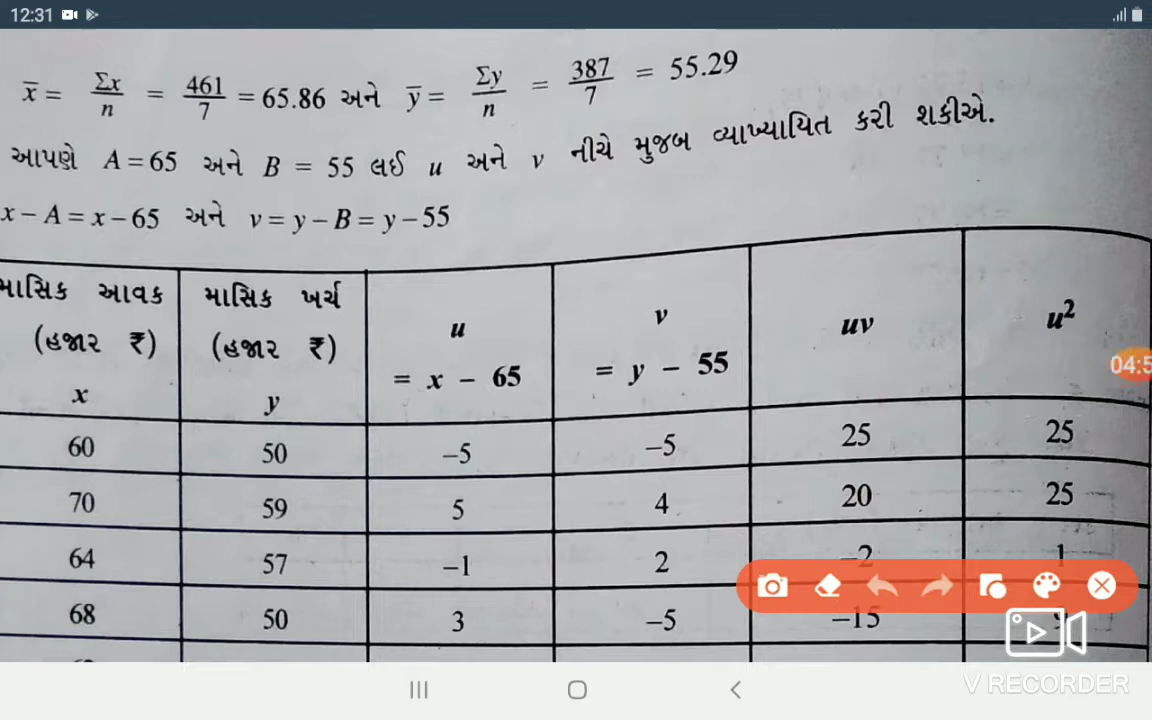 12:31
x̄ = Σx/n = 461/7 = 65.86 અને ȳ = Σy/n = 387/7 = 55.29
આપણે A = 65 અને B = 55 લઈ u અને v નીચે મુજબ વ્યાખ્યાયિત કરી શકીએ.
x – A = x – 65 અને v = y – B = y – 55
માસિક આવક (હજાર ₹) x | માસિક ખર્ચ (હજાર ₹) y | u = x – 65 | v = y – 55 | uv | u²
60 | 50 | –5 | –5 | 25 | 25
70 | 59 | 5 | 4 | 20 | 25
64 | 57 | –1 | 2 | –2 | 1
68 | 50 | 3 | –5 | –15 | 9
04:5
V RECORDER